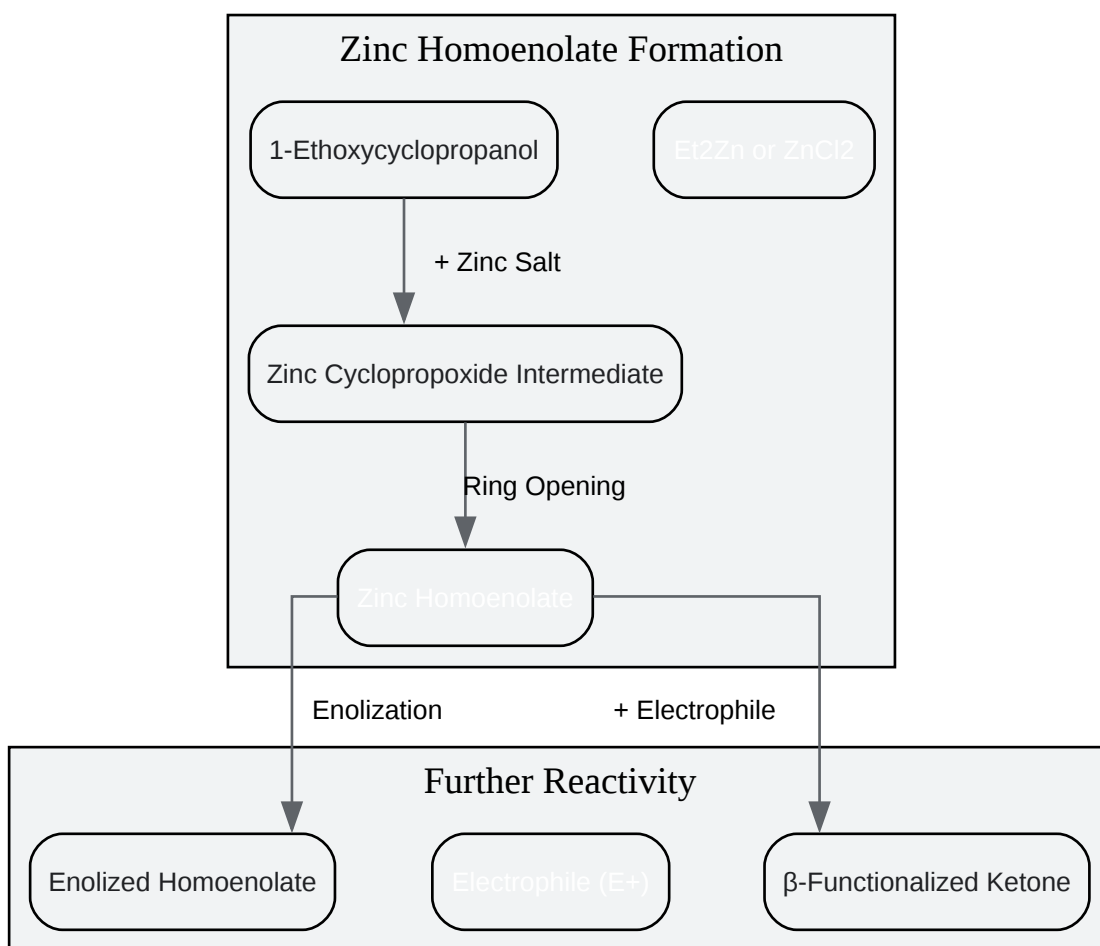 Zinc Homoenolate Formation
1-Ethoxycyclopropanol
Et2Zn or ZnCl2
+ Zinc Salt
Zinc Cyclopropoxide Intermediate
Ring Opening
Zinc Homoenolate
Enolization
+ Electrophile
Further Reactivity
Enolized Homoenolate
Electrophile (E+)
β-Functionalized Ketone